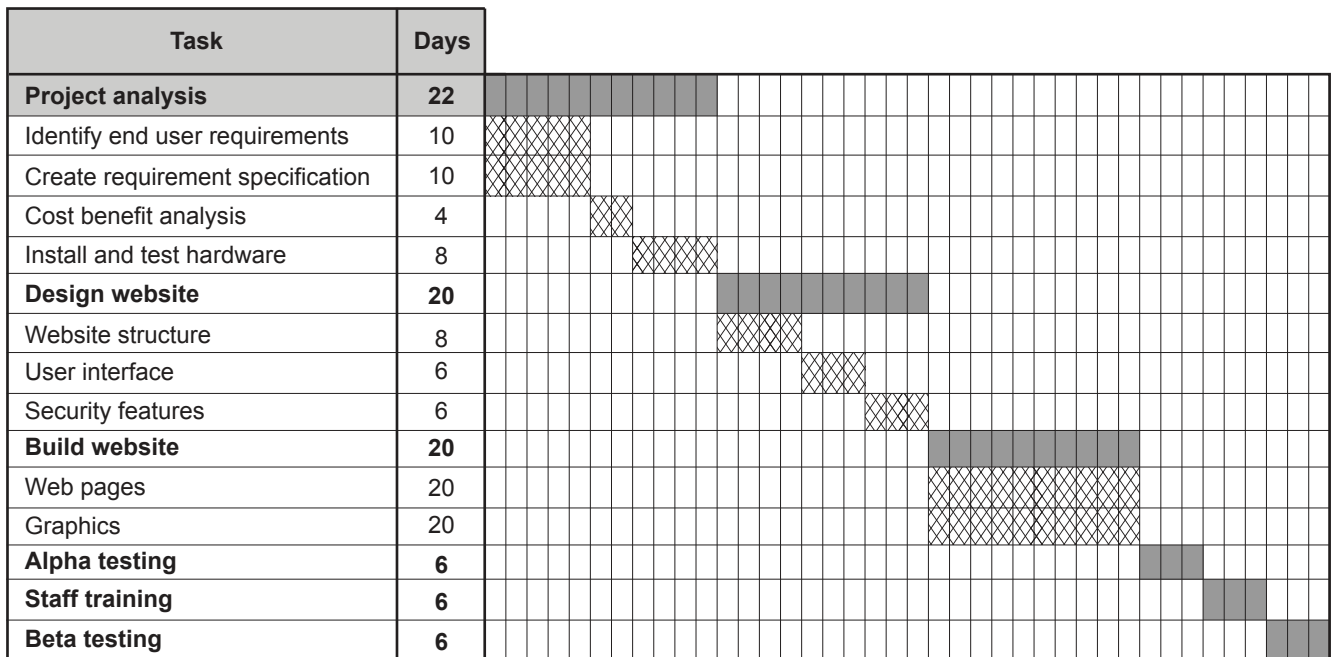 Task Days
Project analysis 22
Identify end user requirements 10
Create requirement specification 10
Cost benefit analysis 4
Install and test hardware 8
Design website 20
Website structure 8
User interface 6
Security features 6
Build website 20
Web pages 20
Graphics 20
Alpha testing 6
Staff training 6
Beta testing 6